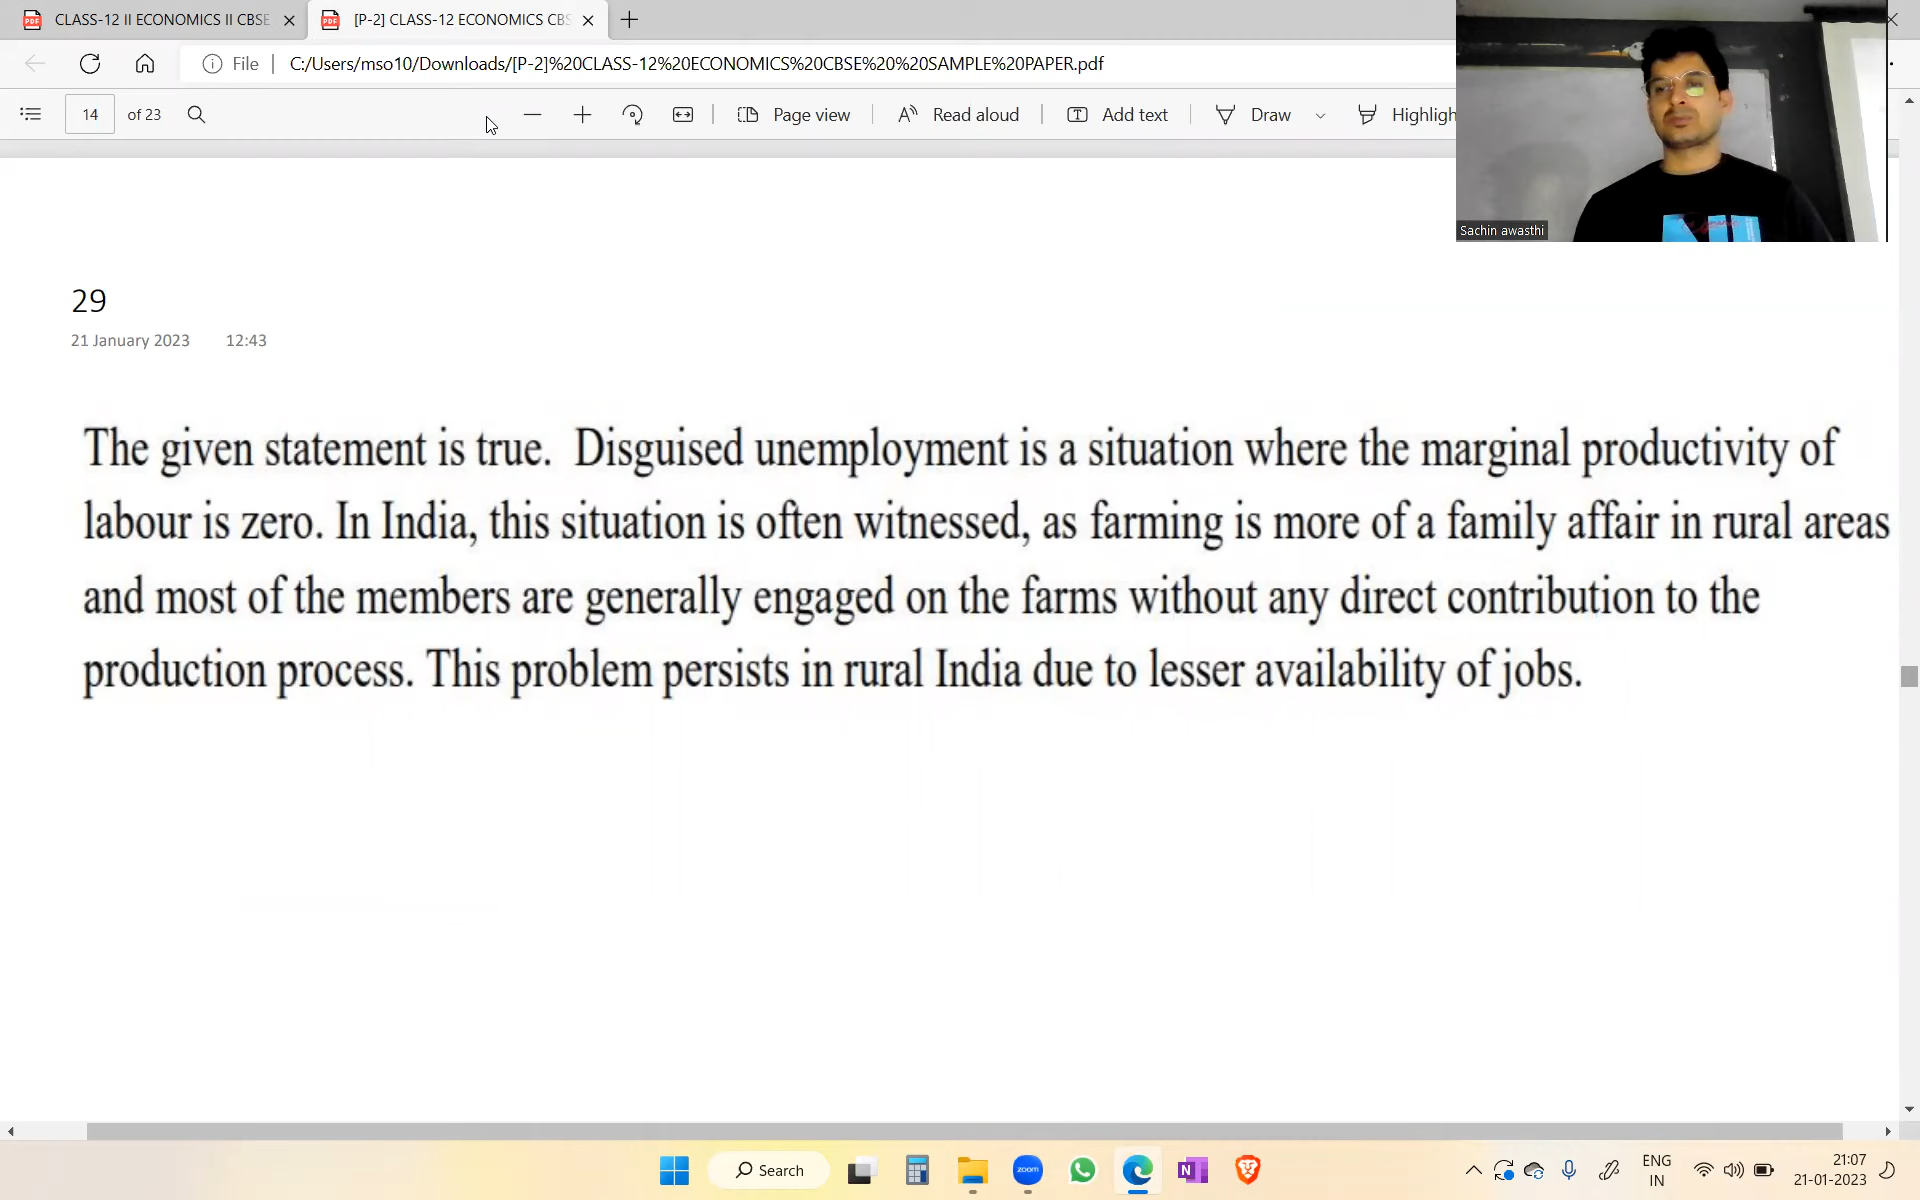 CLASS-12 II ECONOMICS II CBSE
[P-2] CLASS-12 ECONOMICS CBS
File
C:/Users/mso10/Downloads/[P-2]%20CLASS-12%20ECONOMICS%20CBSE%20%20SAMPLE%20PAPER.pdf
14 of 23
Page view
Read aloud
Add text
Draw
Highligh
Sachin awasthi
29
21 January 2023 12:43
The given statement is true. Disguised unemployment is a situation where the marginal productivity of
labour is zero. In India, this situation is often witnessed, as farming is more of a family affair in rural areas
and most of the members are generally engaged on the farms without any direct contribution to the
production process. This problem persists in rural India due to lesser availability of jobs.
Search
zoom
ENG
IN
21:07
21-01-2023